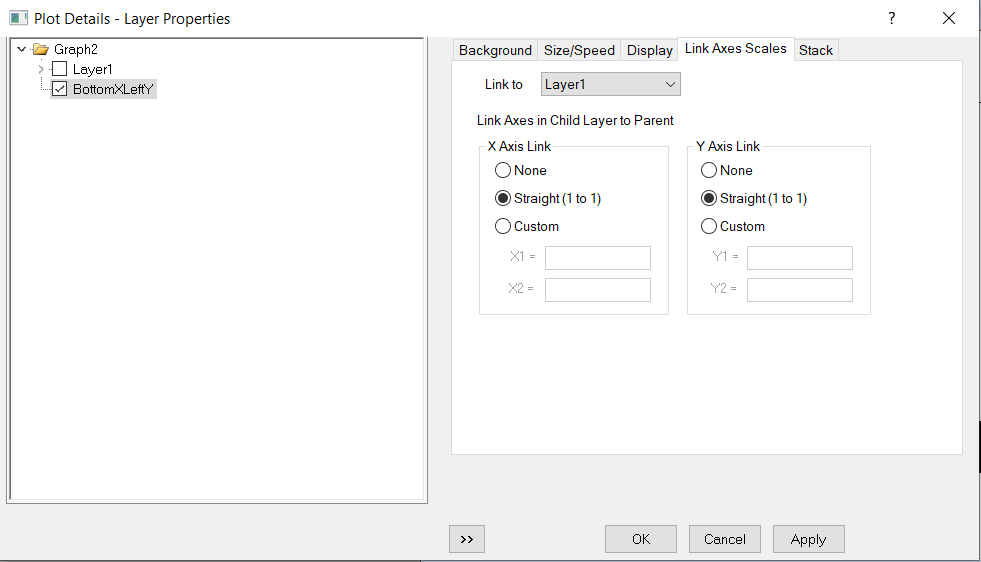 Plot Details - Layer Properties
?
Graph2
Layer1
BottomXLeftY
Background Size/Speed Display Link Axes Scales Stack
Link to Layer1
Link Axes in Child Layer to Parent
X Axis Link
None
Straight (1 to 1)
Custom
X1 =
X2 =
Y Axis Link
None
Straight (1 to 1)
Custom
Y1 =
Y2 =
>> OK Cancel Apply